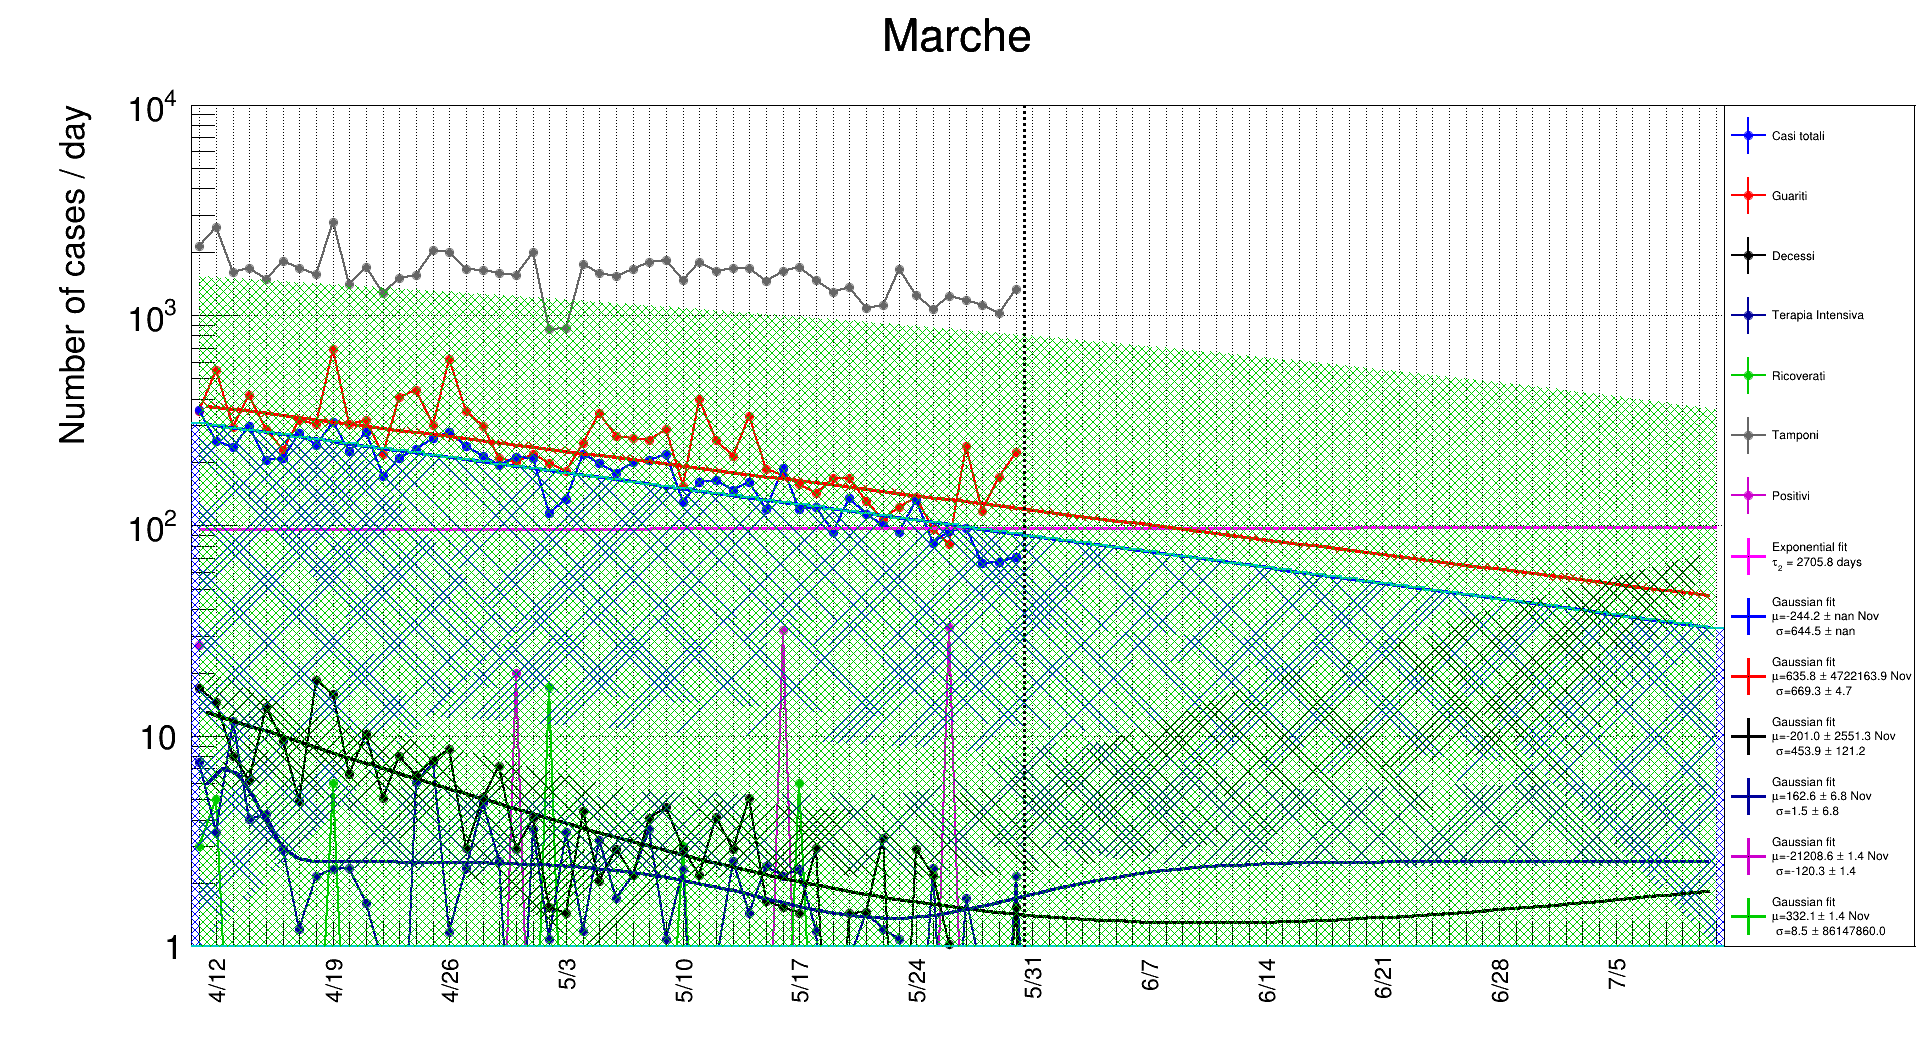 Marche
Number of cases / day
10^4
10^3
10^2
10
1
4/12
4/19
4/26
5/3
5/10
5/17
5/24
5/31
6/7
6/14
6/21
6/28
7/5
Casi totali
Guariti
Decessi
Terapia Intensiva
Ricoverati
Tamponi
Positivi
Exponential fit
τ_2 = 2705.8 days
Gaussian fit
μ=-244.2 ± nan Nov
σ=644.5 ± nan
Gaussian fit
μ=635.8 ± 4722163.9 Nov
σ=669.3 ± 4.7
Gaussian fit
μ=-201.0 ± 2551.3 Nov
σ=453.9 ± 121.2
Gaussian fit
μ=162.6 ± 6.8 Nov
σ=1.5 ± 6.8
Gaussian fit
μ=-21208.6 ± 1.4 Nov
σ=-120.3 ± 1.4
Gaussian fit
μ=332.1 ± 1.4 Nov
σ=8.5 ± 86147860.0